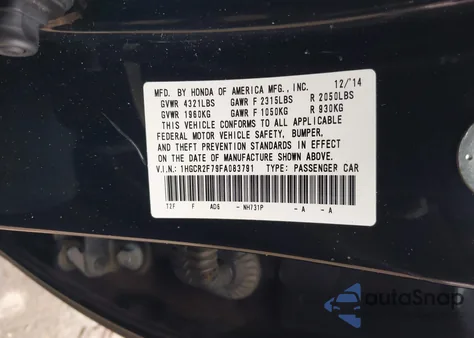 MFD. BY HONDA OF AMERICA MFG., INC. 12/14
GVWR 4321LBS GAWR F 2315LBS R 2050LBS
GVWR 1960KG GAWR F 1050KG R 930KG
THIS VEHICLE CONFORMS TO ALL APPLICABLE
FEDERAL MOTOR VEHICLE SAFETY, BUMPER,
AND THEFT PREVENTION STANDARDS IN EFFECT
ON THE DATE OF MANUFACTURE SHOWN ABOVE.
V.I.N.: 1HGCR2F79FA083791 TYPE: PASSENGER CAR
T2F F AD6 - NH731P - A - A
autoSnap